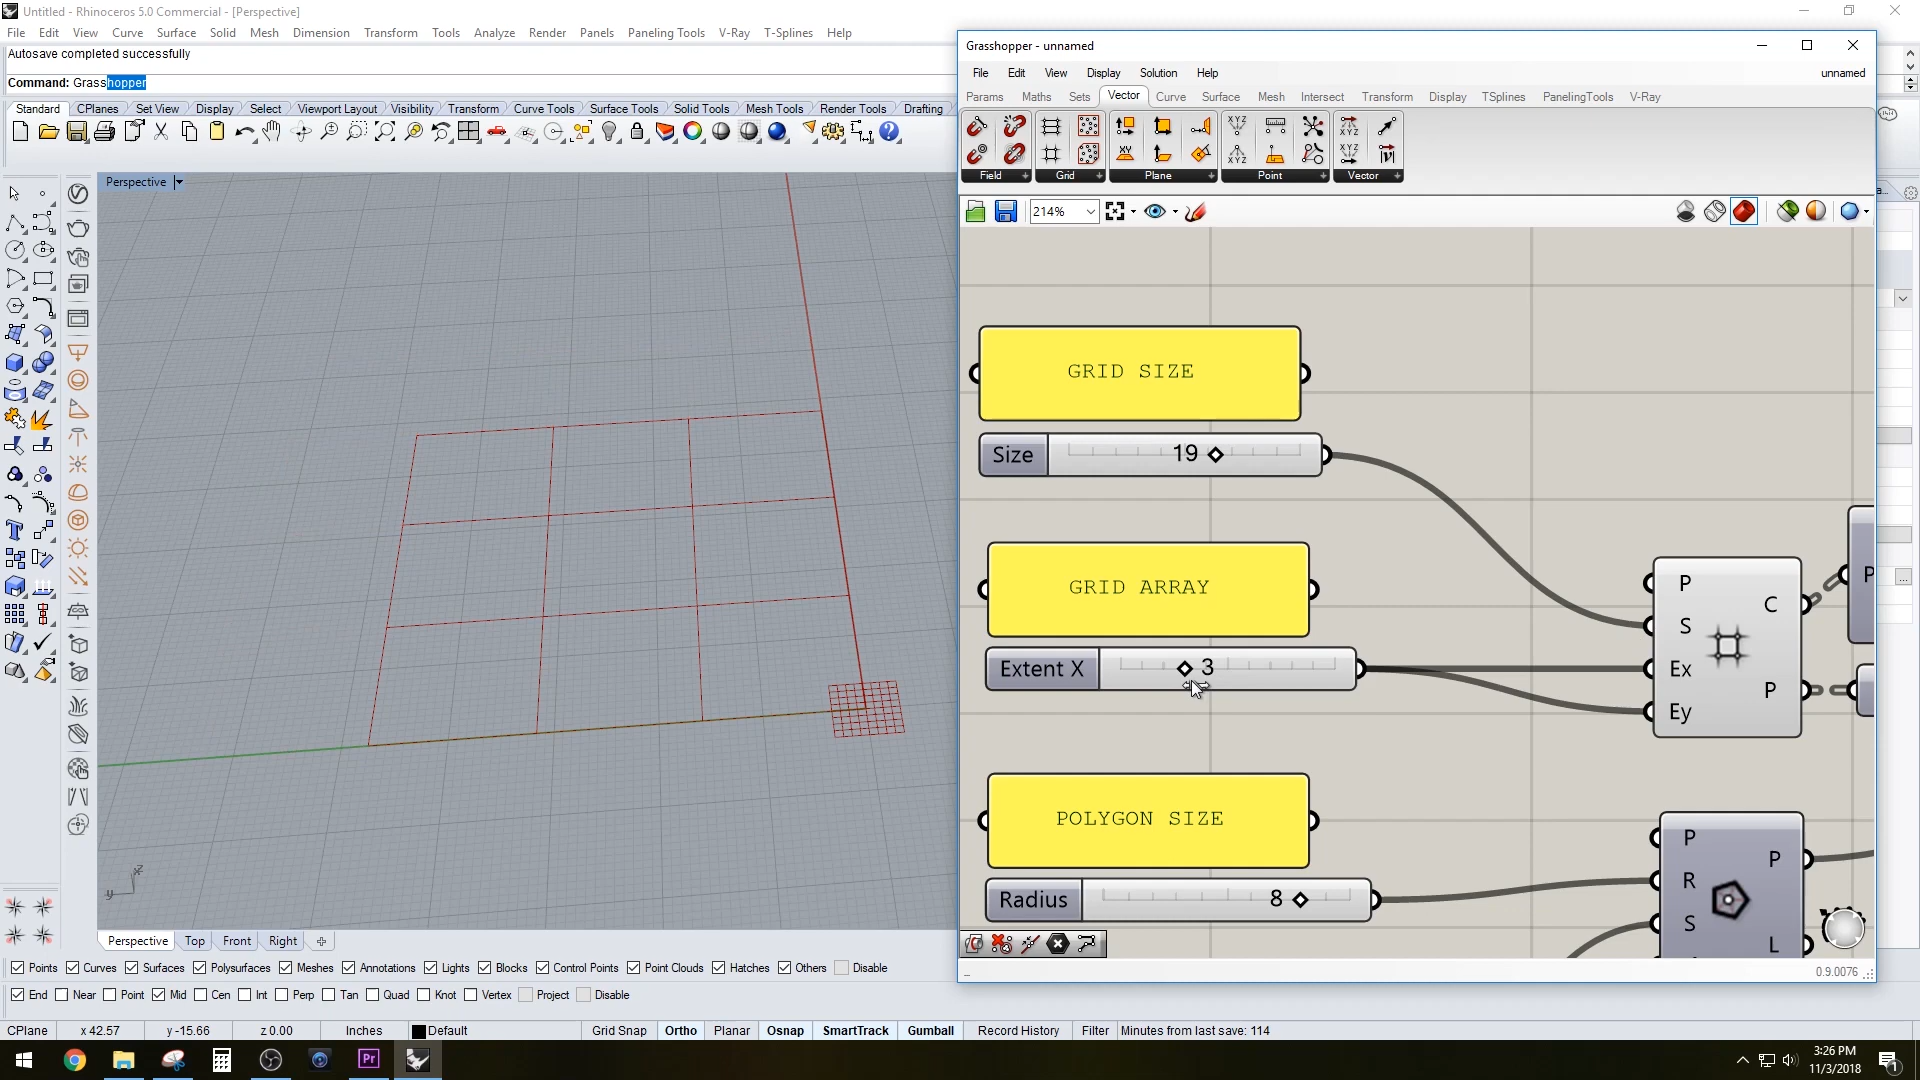 Untitled - Rhinoceros 5.0 Commercial - [Perspective]
File Edit View Curve Surface Solid Mesh Dimension Transform Tools Analyze Render Panels Paneling Tools V-Ray T-Splines Help
Autosave completed successfully
Command: Grasshopper
Standard CPlanes Set View Display Select Viewport Layout Visibility Transform Curve Tools Surface Tools Solid Tools Mesh Tools Render Tools Drafting
Perspective
Grasshopper - unnamed
File Edit View Display Solution Help unnamed
Params Maths Sets Vector Curve Surface Mesh Intersect Transform Display TSplines PanelingTools V-Ray
Field Grid Plane Point Vector
214%
GRID SIZE
Size 19
GRID ARRAY
Extent X 3
P
S
Ex
Ey
C
P
P
POLYGON SIZE
Radius 8
P
R
S
P
L
0.9.0076
y
Perspective Top Front Right
Points Curves Surfaces Polysurfaces Meshes Annotations Lights Blocks Control Points Point Clouds Hatches Others Disable
End Near Point Mid Cen Int Perp Tan Quad Knot Vertex Project Disable
CPlane x 42.57 y -15.66 z 0.00 Inches Default Grid Snap Ortho Planar Osnap SmartTrack Gumball Record History Filter Minutes from last save: 114
Pr
3:26 PM
11/3/2018
1